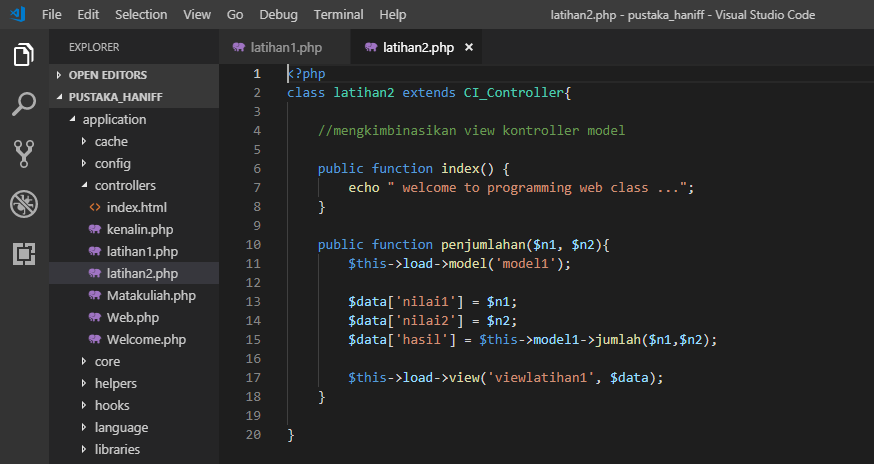 File Edit Selection View Go Debug Terminal Help latihan2.php - pustaka_haniff - Visual Studio Code
EXPLORER
OPEN EDITORS
PUSTAKA_HANIFF
application
cache
config
controllers
index.html
kenalin.php
latihan1.php
latihan2.php
Matakuliah.php
Web.php
Welcome.php
core
helpers
hooks
language
libraries
latihan1.php latihan2.php ×
1 <?php
2 class latihan2 extends CI_Controller{
3
4 //mengkimbinasikan view kontroller model
5
6 public function index() {
7 echo " welcome to programming web class ...";
8 }
9
10 public function penjumlahan($n1, $n2){
11 $this->load->model('model1');
12
13 $data['nilai1'] = $n1;
14 $data['nilai2'] = $n2;
15 $data['hasil'] = $this->model1->jumlah($n1,$n2);
16
17 $this->load->view('viewlatihan1', $data);
18 }
19
20 }